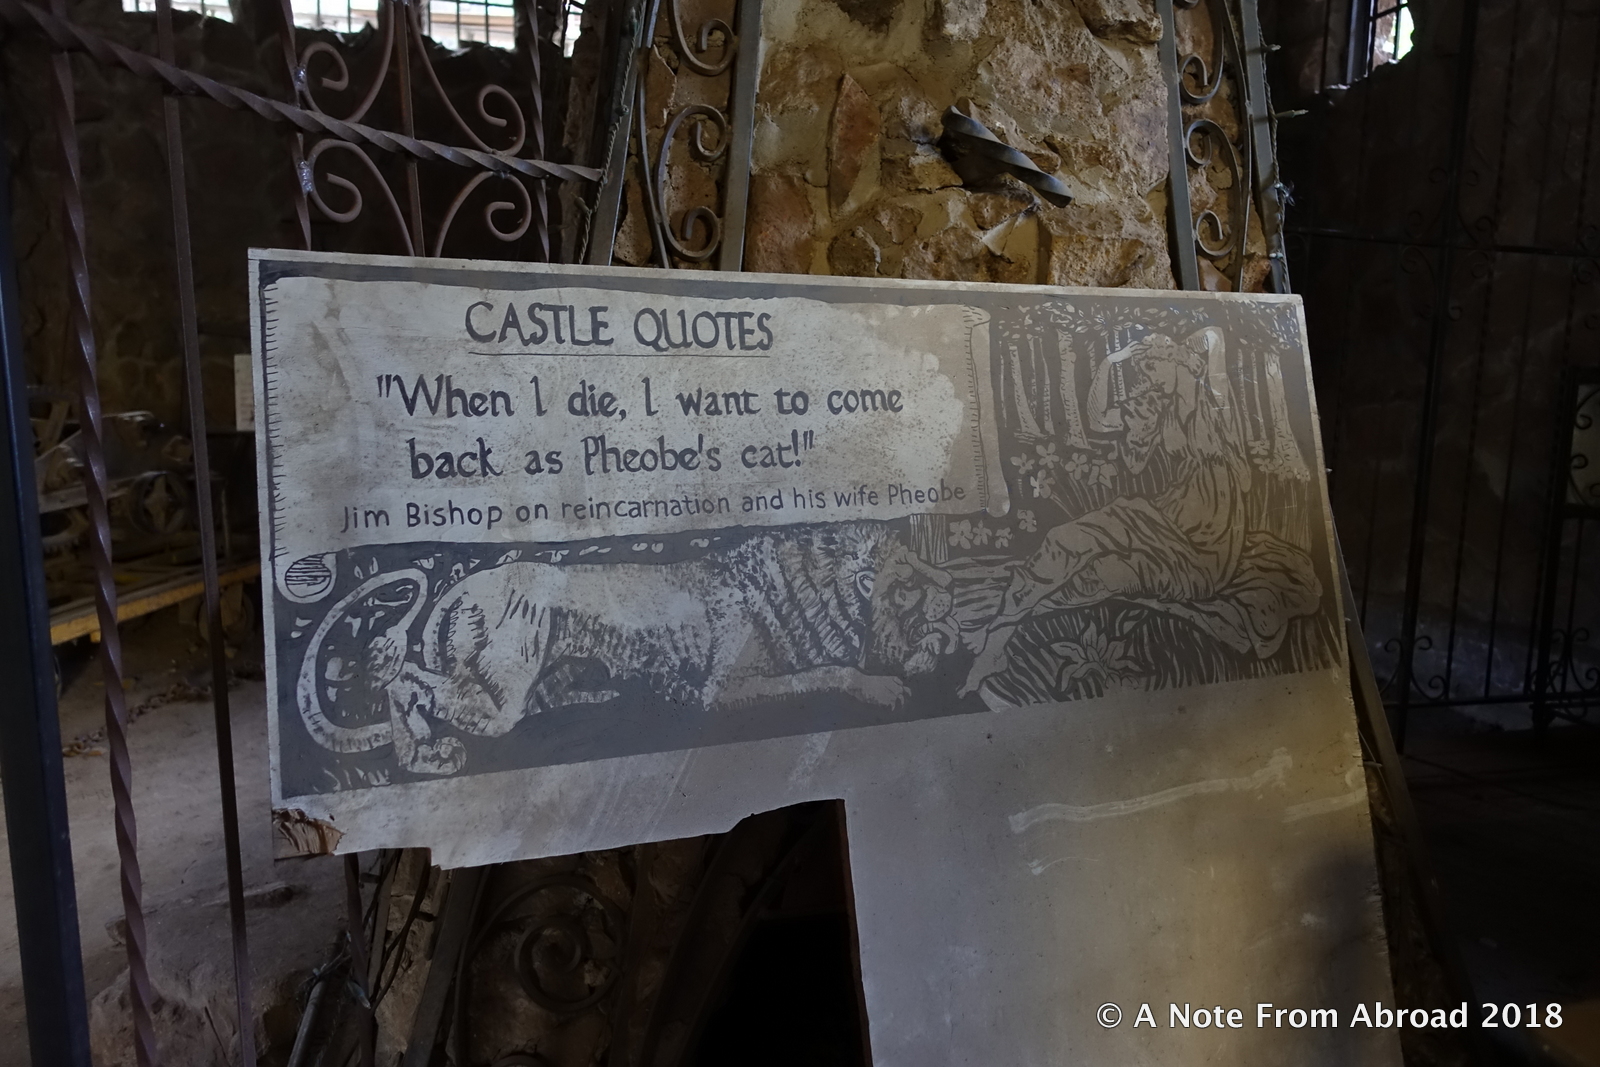 CASTLE QUOTES
"When I die, I want to come
back as Pheobe's cat!"
Jim Bishop on reincarnation and his wife Pheobe
© A Note From Abroad 2018